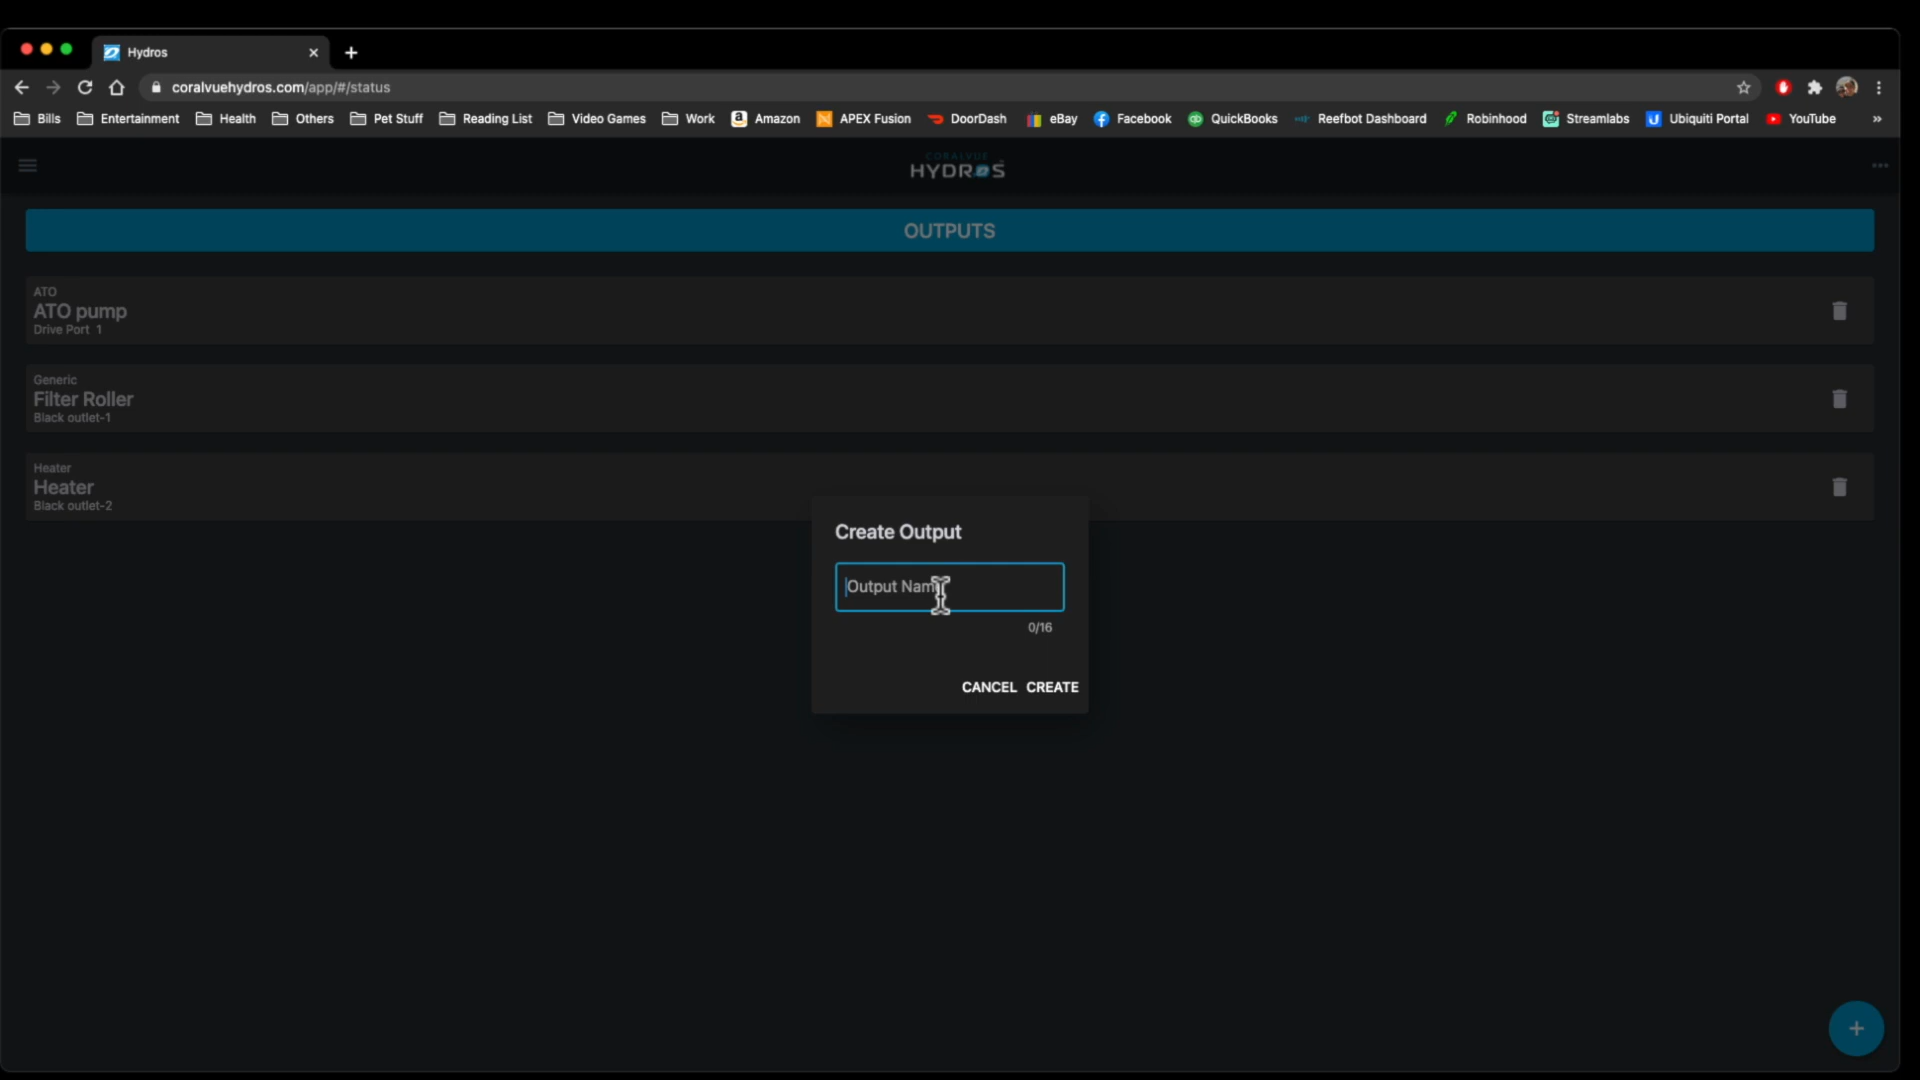 Hydros
coralvuehydros.com/app/#/status
Bills Entertainment Health Others Pet Stuff Reading List Video Games Work Amazon APEX Fusion DoorDash eBay Facebook QuickBooks Reefbot Dashboard Robinhood Streamlabs Ubiquiti Portal YouTube »
CORALVUE
HYDROS
OUTPUTS
ATO
ATO pump
Drive Port 1
Generic
Filter Roller
Black outlet-1
Heater
Heater
Black outlet-2
Create Output
Output Name
0/16
CANCEL CREATE